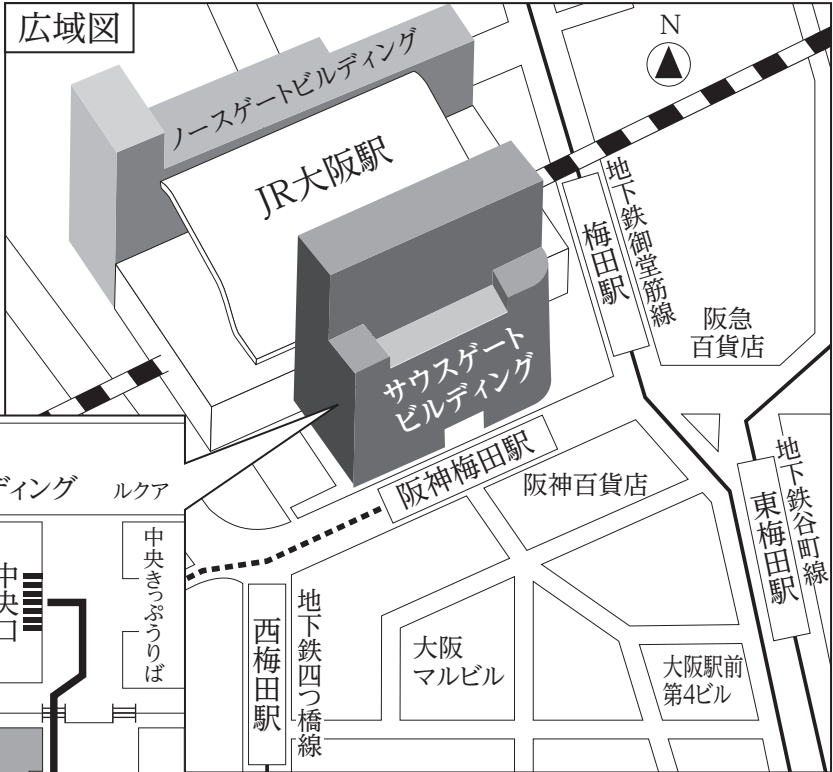 広域図
N
ノースゲートビルディング
JR大阪駅
地下鉄御堂筋線
梅田駅
阪急
百貨店
サウスゲート
ビルディング
阪神梅田駅
阪神百貨店
地下鉄谷町線
東梅田駅
ディング
ルクア
中央きっぷうりば
中央口
西梅田駅
地下鉄四つ橋線
大阪
マルビル
大阪駅前
第4ビル